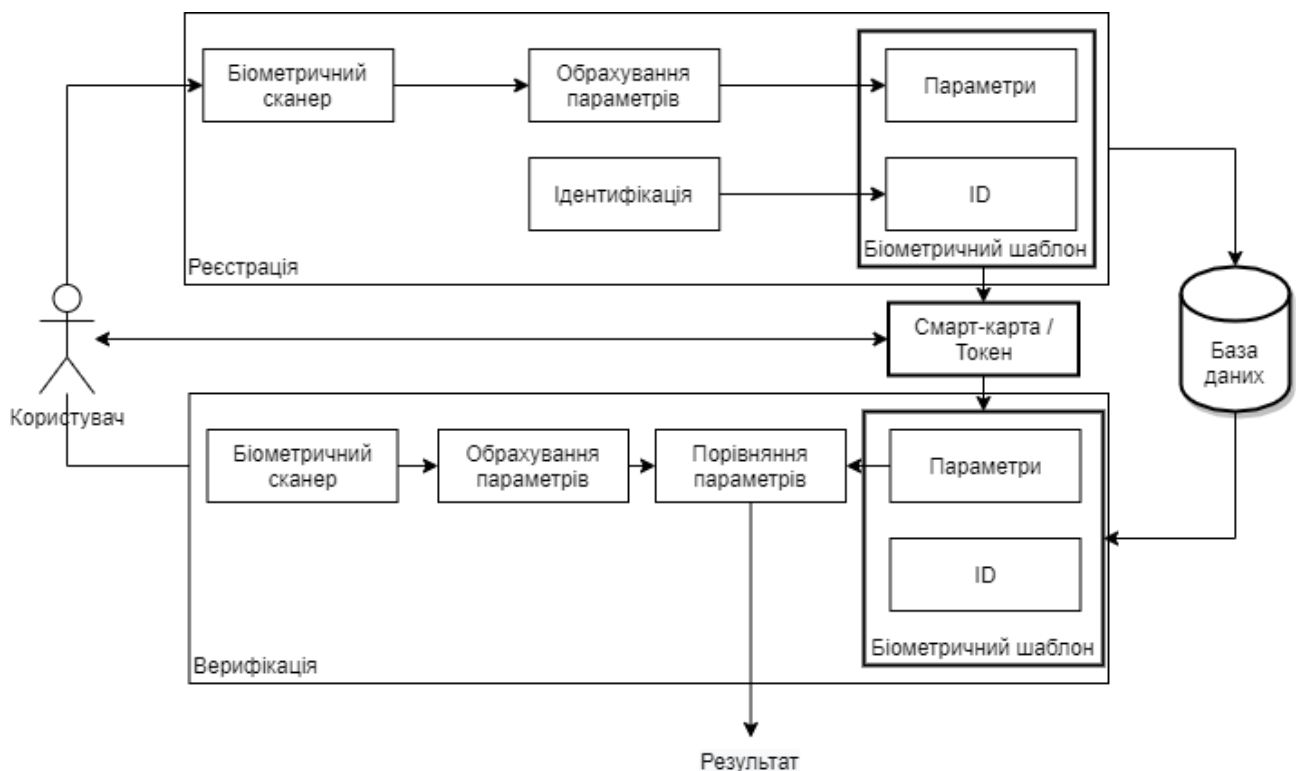 Біометричний
сканер
Обрахування
параметрів
Параметри
Ідентифікація
ID
Біометричний шаблон
Реєстрація
Смарт-карта /
Токен
База
даних
Користувач
Біометричний
сканер
Обрахування
параметрів
Порівняння
параметрів
Параметри
ID
Біометричний шаблон
Верифікація
Результат